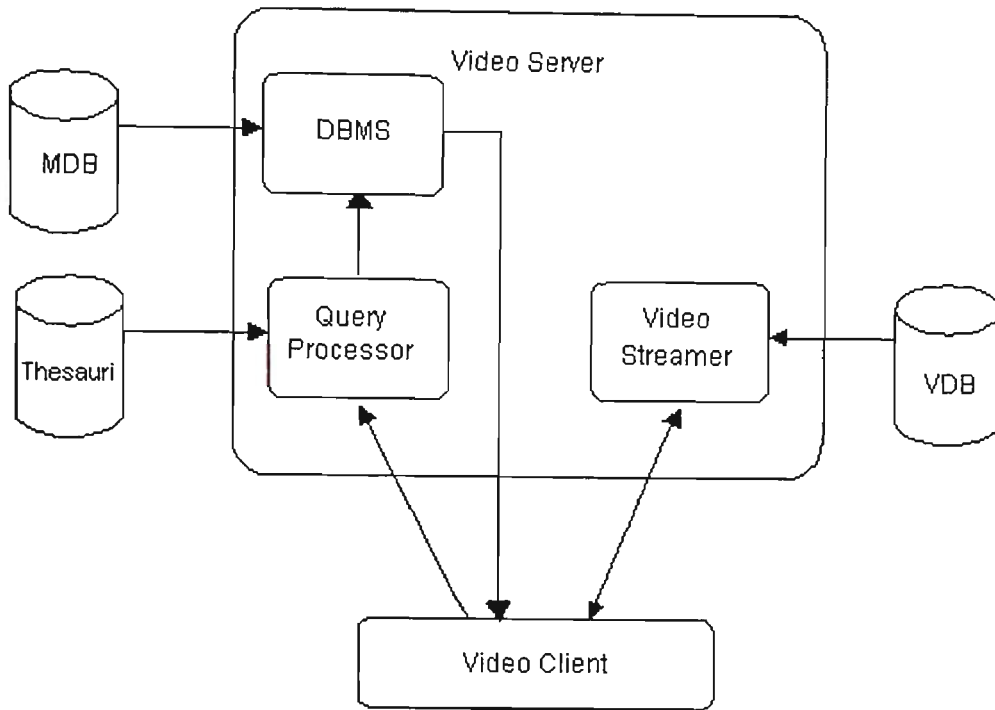 Video Server
DBMS
MDB
Query
Processor
Thesauri
Video
Streamer
VDB
Video Client